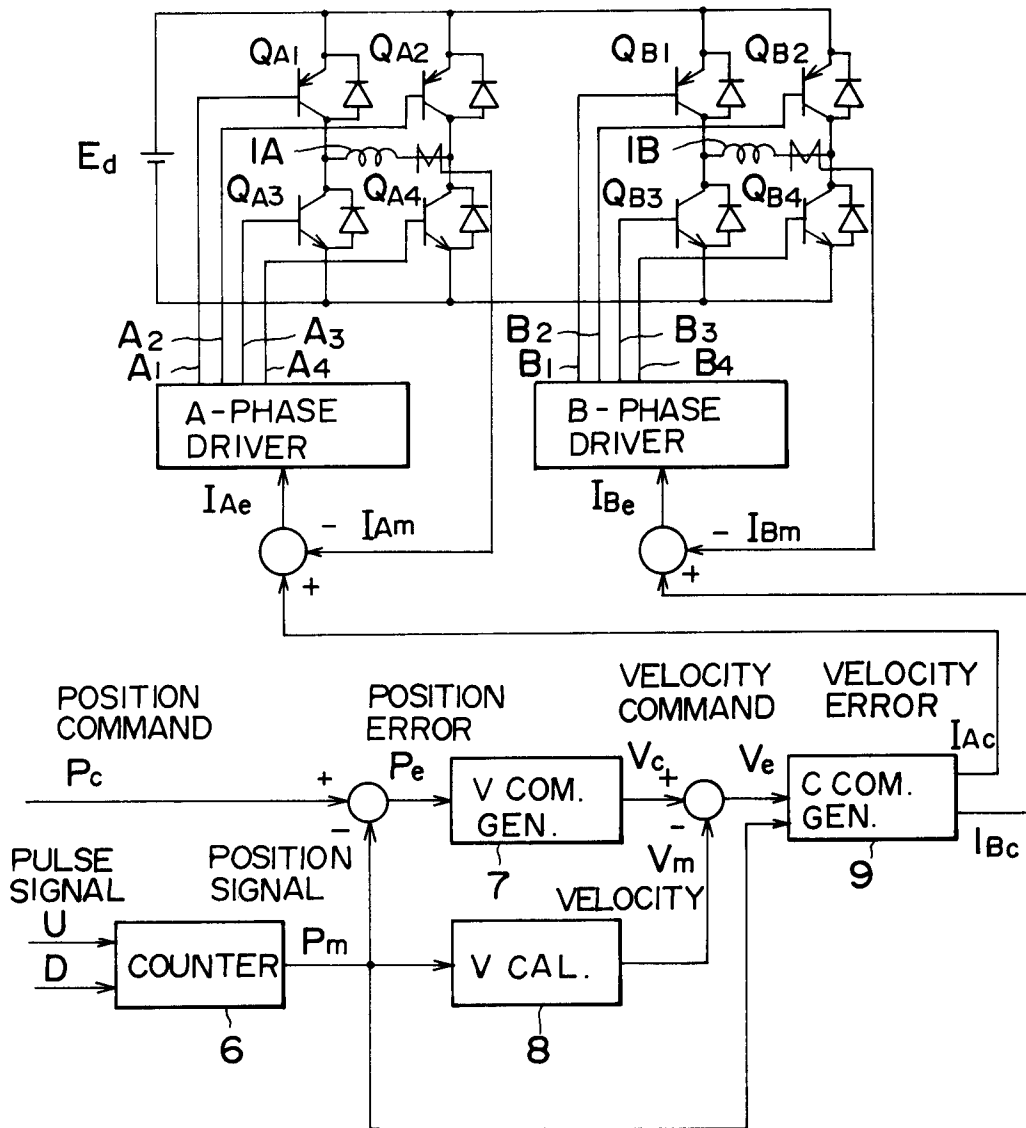 QA1
QA2
QB1
QB2
Ed
1A
1B
QA3
QA4
QB3
QB4
A2
A3
A1
A4
B2
B3
B1
B4
A-PHASE
DRIVER
B-PHASE
DRIVER
IAe
- IAm
+
IBe
- IBm
+
POSITION
COMMAND
POSITION
ERROR
VELOCITY
COMMAND
VELOCITY
ERROR
IAc
Pc
+
-
Pe
V COM.
GEN.
Vc
+
-
Ve
C COM.
GEN.
IBc
PULSE
SIGNAL
POSITION
SIGNAL
7
Vm
9
VELOCITY
U
D
COUNTER
Pm
V CAL.
6
8